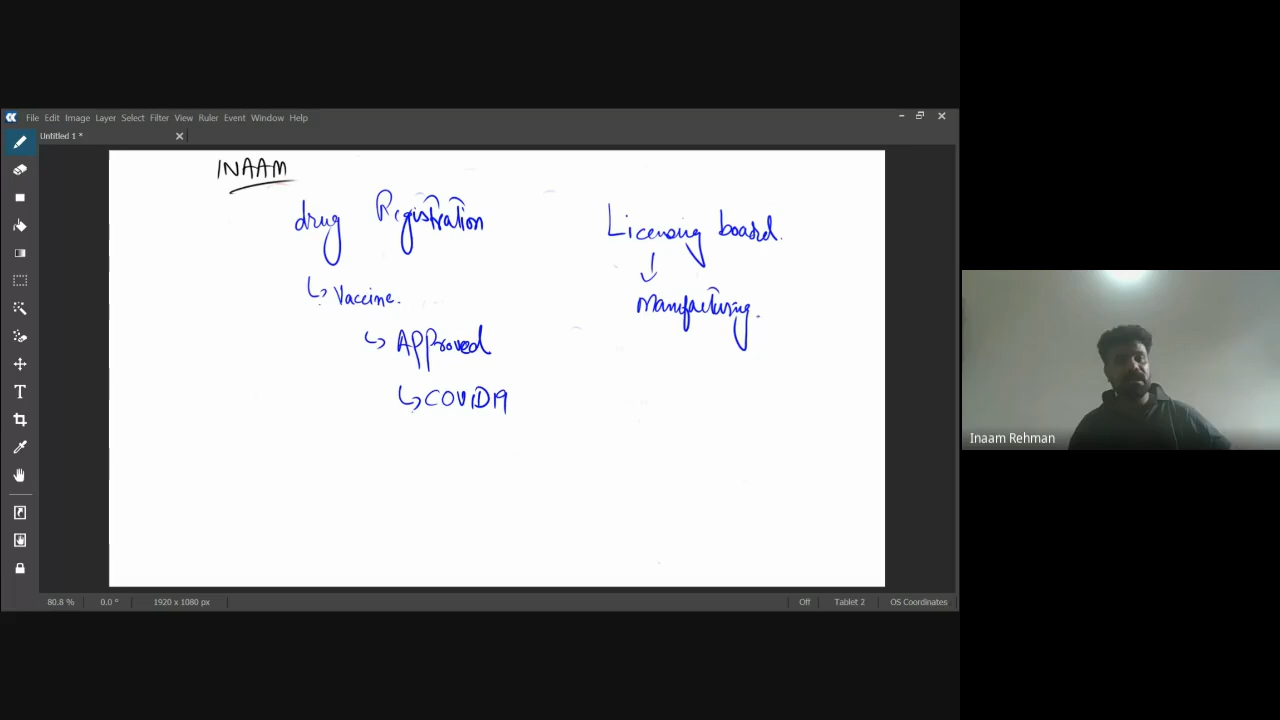 File Edit Image Layer Select Filter View Ruler Event Window Help
Untitled 1 *
INAAM
drug Registration
Licensing board.
↳ Vaccine.
↓
Manufacturing.
↳ Approved
↳ COVID19
Inaam Rehman
T
80.8 % 0.0 ° 1920 x 1080 px Off Tablet 2 OS Coordinates